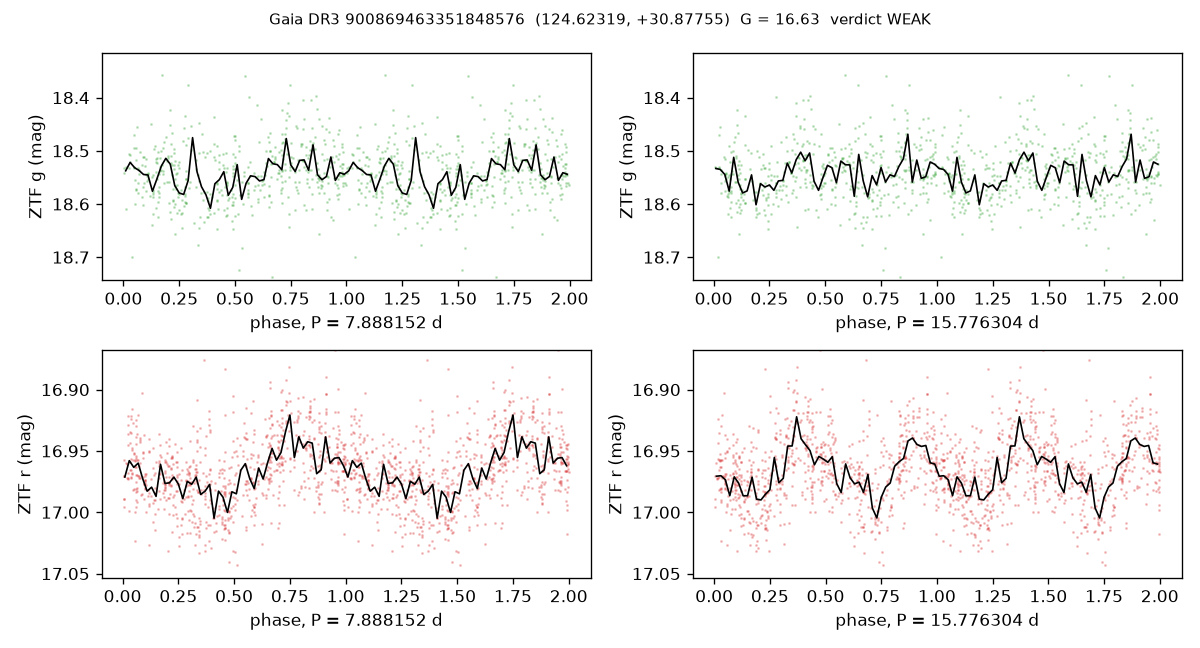 Gaia DR3 900869463351848576 (124.62319, +30.87755) G = 16.63 verdict WEAK
ZTF g (mag)
18.4
18.5
18.6
18.7
0.00 0.25 0.50 0.75 1.00 1.25 1.50 1.75 2.00
phase, P = 7.888152 d
ZTF g (mag)
18.4
18.5
18.6
18.7
0.00 0.25 0.50 0.75 1.00 1.25 1.50 1.75 2.00
phase, P = 15.776304 d
ZTF r (mag)
16.90
16.95
17.00
17.05
0.00 0.25 0.50 0.75 1.00 1.25 1.50 1.75 2.00
phase, P = 7.888152 d
ZTF r (mag)
16.90
16.95
17.00
17.05
0.00 0.25 0.50 0.75 1.00 1.25 1.50 1.75 2.00
phase, P = 15.776304 d